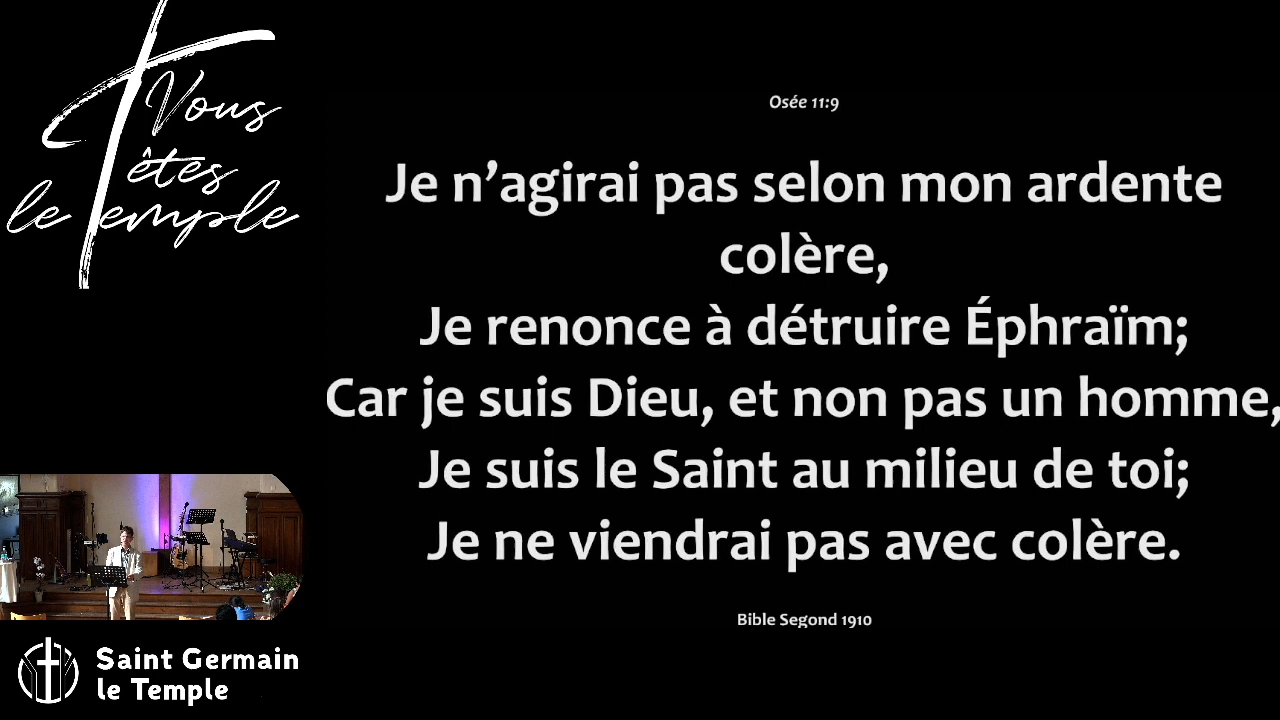 Vous
êtes
le Temple
Osée 11:9
Je n’agirai pas selon mon ardente
colère,
Je renonce à détruire Éphraïm;
Car je suis Dieu, et non pas un homme,
Je suis le Saint au milieu de toi;
Je ne viendrai pas avec colère.
Bible Segond 1910
Saint Germain
le Temple